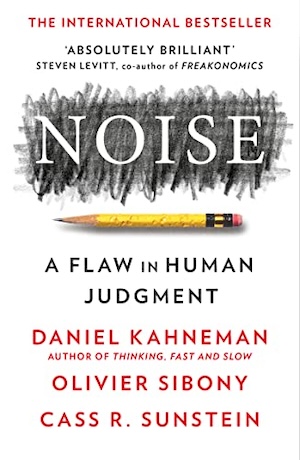 THE INTERNATIONAL BESTSELLER
‘ABSOLUTELY BRILLIANT’
STEVEN LEVITT, co-author of FREAKONOMICS
NOISE
A FLAW IN HUMAN
JUDGMENT
DANIEL KAHNEMAN
AUTHOR OF THINKING, FAST AND SLOW
OLIVIER SIBONY
CASS R. SUNSTEIN